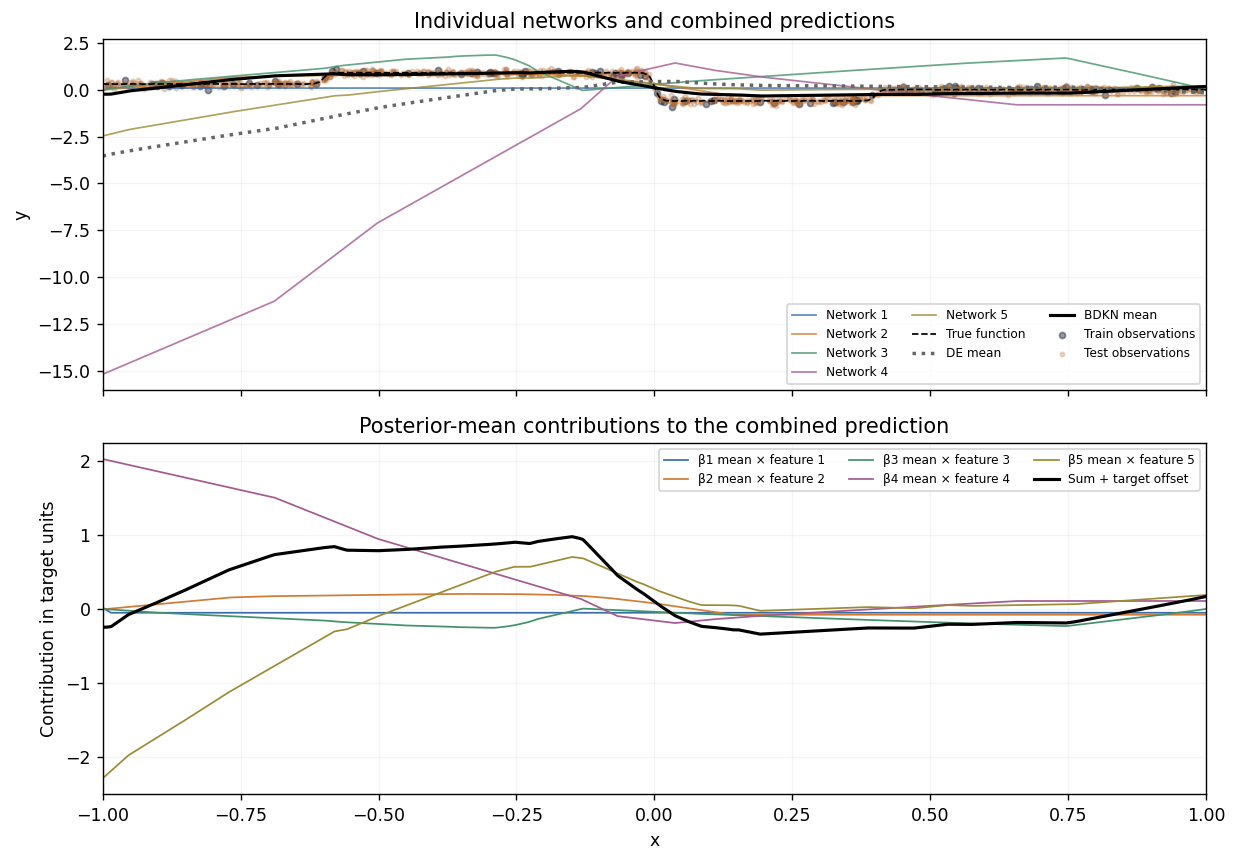 Individual networks and combined predictions
2.5
0.0
−2.5
−5.0
−7.5
−10.0
−12.5
−15.0
y
Network 1
Network 2
Network 3
Network 4
Network 5
True function
DE mean
BDKN mean
Train observations
Test observations
Posterior-mean contributions to the combined prediction
2
1
0
−1
−2
Contribution in target units
β1 mean × feature 1
β2 mean × feature 2
β3 mean × feature 3
β4 mean × feature 4
β5 mean × feature 5
Sum + target offset
−1.00 −0.75 −0.50 −0.25 0.00 0.25 0.50 0.75 1.00
x